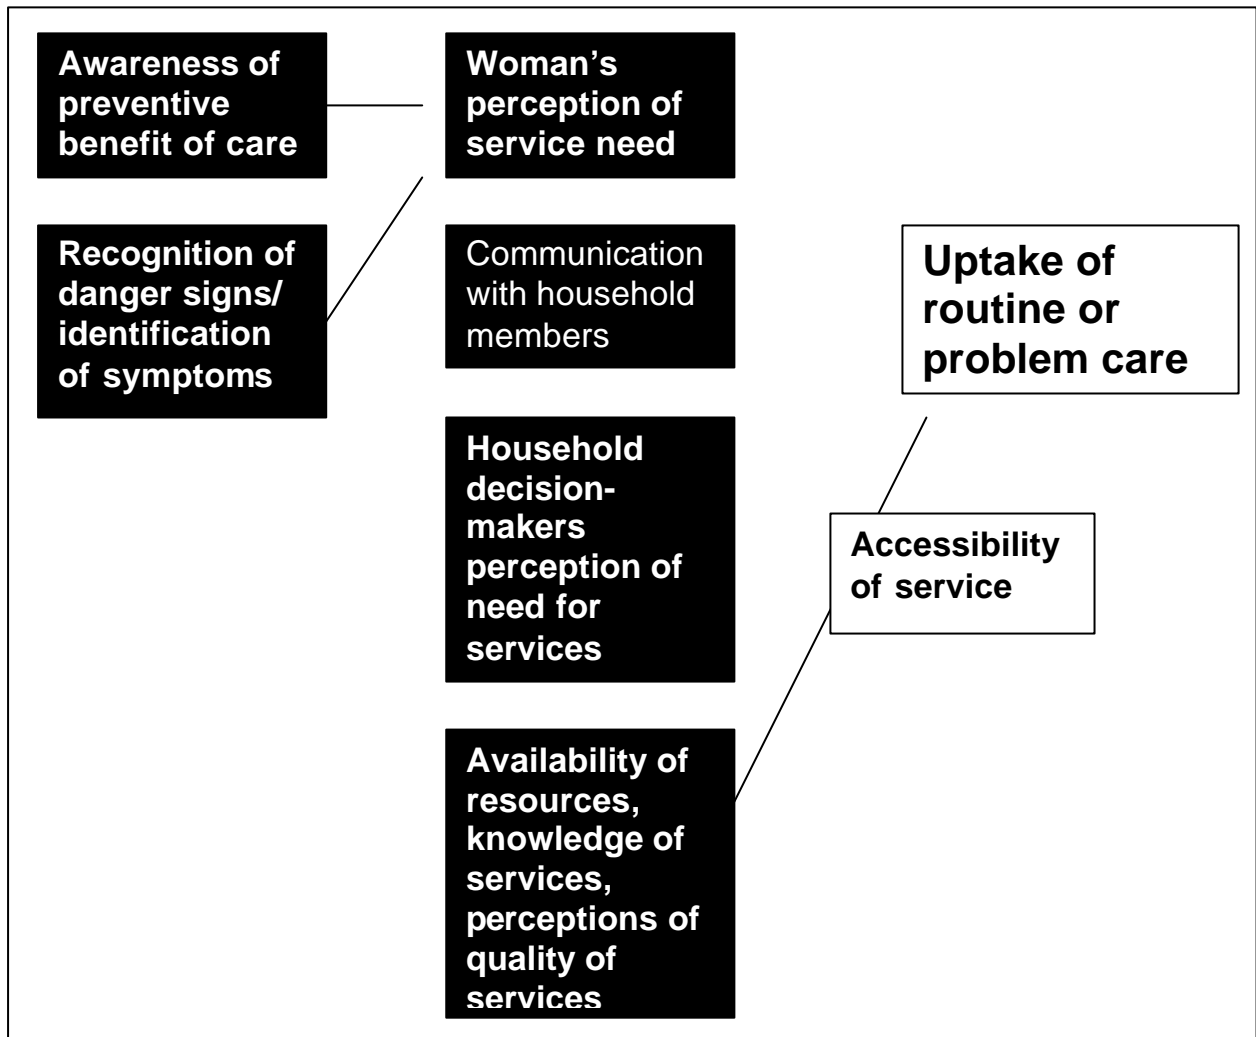 Awareness of
preventive
benefit of care
Woman's
perception of
service need
Recognition of
danger signs/
identification
of symptoms
Communication
with household
members
Uptake of
routine or
problem care
Household
decision-
makers
perception of
need for
services
Accessibility
of service
Availability of
resources,
knowledge of
services,
perceptions of
quality of
services